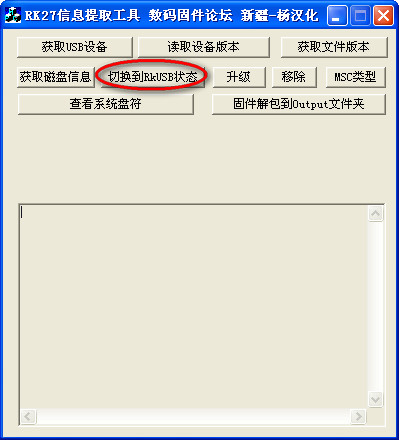 RK27信息提取工具 数码固件论坛 新疆-杨汉化
获取USB设备 读取设备版本 获取文件版本
获取磁盘信息 切换到RkUSB状态 升级 移除 MSC类型
查看系统盘符 固件解包到Output文件夹